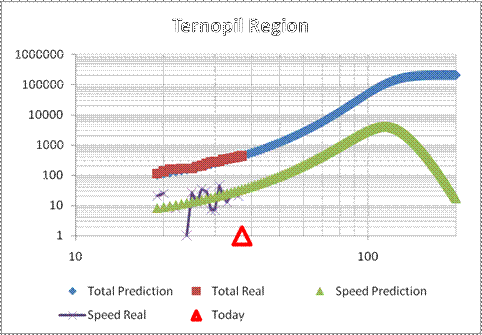 Ternopil Region
1000000
100000
10000
1000
100
10
1
10 100
Total Prediction Total Real Speed Prediction
Speed Real Today